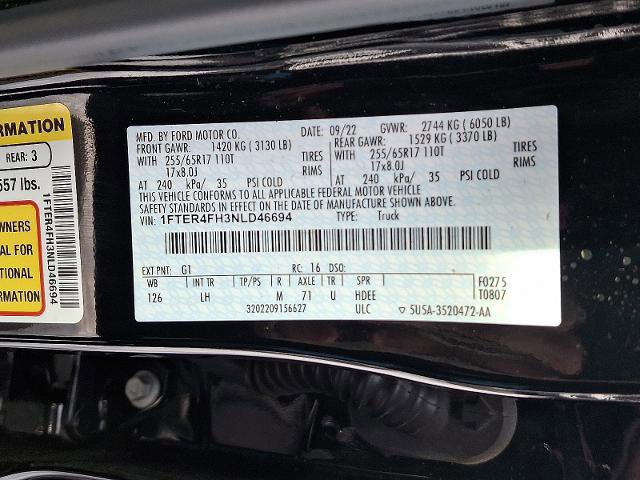 MFD. BY FORD MOTOR CO. DATE: 09/22 GVWR: 2744 KG ( 6050 LB)
FRONT GAWR: 1420 KG ( 3130 LB) REAR GAWR: 1529 KG ( 3370 LB)
WITH 255/65R17 110T TIRES WITH 255/65R17 110T TIRES
17x8.0J RIMS 17x8.0J RIMS
AT 240 kPa/ 35 PSI COLD AT 240 kPa/ 35 PSI COLD
THIS VEHICLE CONFORMS TO ALL APPLICABLE FEDERAL MOTOR VEHICLE
SAFETY STANDARDS IN EFFECT ON THE DATE OF MANUFACTURE SHOWN ABOVE.
VIN: 1FTER4FH3NLD46694 TYPE: Truck
EXT PNT: G1 RC: 16 DSO:
WB INT TR TP/PS R AXLE TR SPR F0275
126 LH M 71 U HDEE T0807
3202209156627 ULC 5U5A-3520472-AA
RMATION
REAR: 3
557 lbs.
1FTER4FH3NLD46694
OWNERS
AL FOR
TIONAL
RMATION